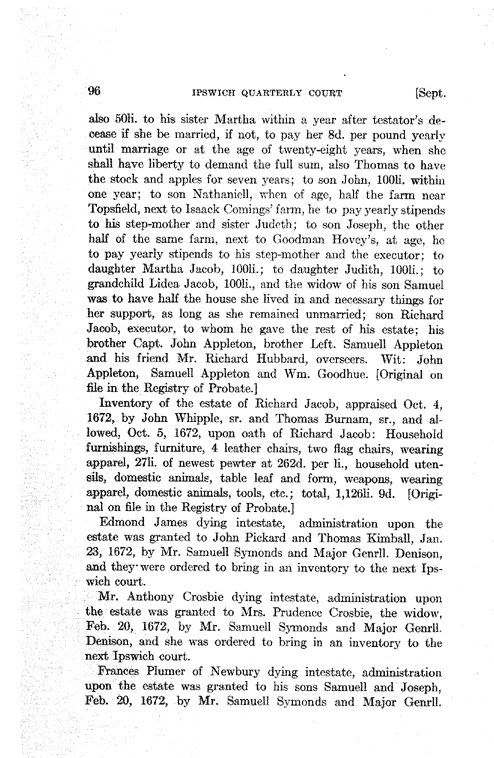 96 IPSWICH QUARTERLY COURT [Sept.
also 50li. to his sister Martha within a year after testator's de-
cease if she be married, if not, to pay her 8d. per pound yearly
until marriage or at the age of twenty-eight years, when she
shall have liberty to demand the full sum, also Thomas to have
the stock and apples for seven years; to son John, 100li. within
one year; to son Nathaniell, when of age, half the farm near
Topsfield, next to Isaack Comings' farm, he to pay yearly stipends
to his step-mother and sister Judeth; to son Joseph, the other
half of the same farm, next to Goodman Hovey's, at age, he
to pay yearly stipends to his step-mother and the executor; to
daughter Martha Jacob, 100li.; to daughter Judith, 100li.; to
grandchild Lidea Jacob, 100li., and the widow of his son Samuel
was to have half the house she lived in and necessary things for
her support, as long as she remained unmarried; son Richard
Jacob, executor, to whom he gave the rest of his estate; his
brother Capt. John Appleton, brother Left. Samuell Appleton
and his friend Mr. Richard Hubbard, overseers. Wit: John
Appleton, Samuell Appleton and Wm. Goodhue. [Original on
file in the Registry of Probate.]
Inventory of the estate of Richard Jacob, appraised Oct. 4,
1672, by John Whipple, sr. and Thomas Burnam, sr., and al-
lowed, Oct. 5, 1672, upon oath of Richard Jacob: Household
furnishings, furniture, 4 leather chairs, two flag chairs, wearing
apparel, 27li. of newest pewter at 262d. per li., household uten-
sils, domestic animals, table leaf and form, weapons, wearing
apparel, domestic animals, tools, etc.; total, 1,126li. 9d. [Origi-
nal on file in the Registry of Probate.]
Edmond James dying intestate, administration upon the
estate was granted to John Pickard and Thomas Kimball, Jan.
23, 1672, by Mr. Samuell Symonds and Major Genrll. Denison,
and they were ordered to bring in an inventory to the next Ips-
wich court.
Mr. Anthony Crosbie dying intestate, administration upon
the estate was granted to Mrs. Prudence Crosbie, the widow,
Feb. 20, 1672, by Mr. Samuell Symonds and Major Genrll.
Denison, and she was ordered to bring in an inventory to the
next Ipswich court.
Frances Plumer of Newbury dying intestate, administration
upon the estate was granted to his sons Samuell and Joseph,
Feb. 20, 1672, by Mr. Samuell Symonds and Major Genrll.